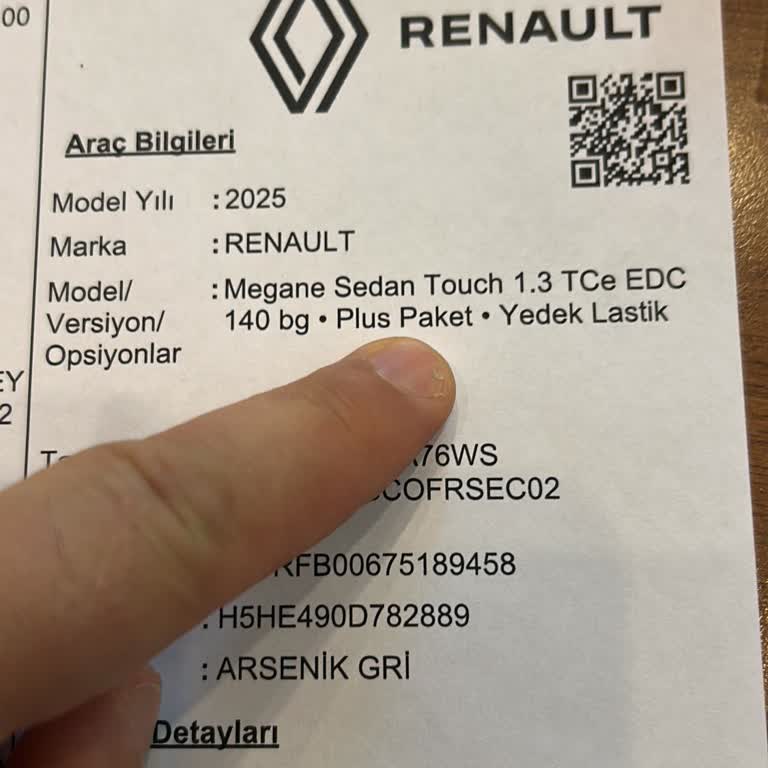 00
RENAULT
Araç Bilgileri
Model Yılı : 2025
Marka : RENAULT
Model/ : Megane Sedan Touch 1.3 TCe EDC
Versiyon/ 140 bg • Plus Paket • Yedek Lastik
Opsiyonlar
EY
2
76WS
COFRSEC02
RFB00675189458
: H5HE490D782889
: ARSENİK GRİ
Detayları